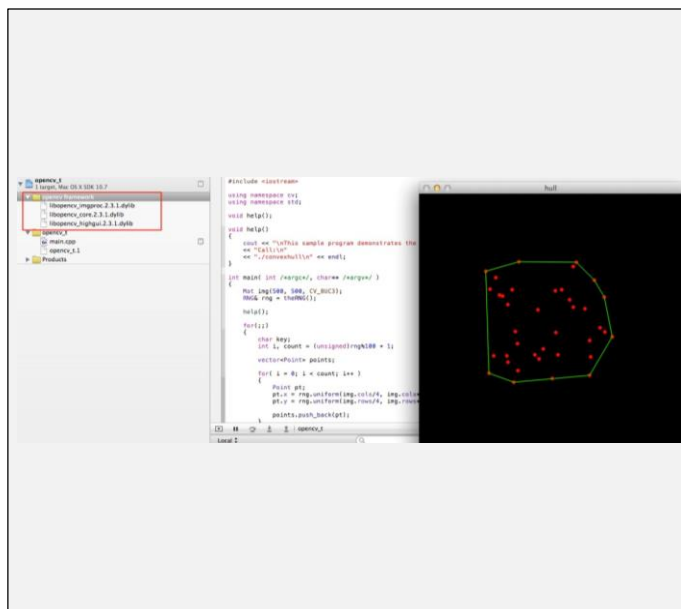 opencv_t
1 target, Mac OS X SDK 10.7
opencv framework
libopencv_imgproc.2.3.1.dylib
libopencv_core.2.3.1.dylib
libopencv_highgui.2.3.1.dylib
opencv_t
main.cpp
opencv_t.1
Products
#include <iostream>
using namespace cv;
using namespace std;
void help();
void help()
{
cout << "\nThis sample program demonstrates the
<< "Call:\n"
<< "./convexhull\n" << endl;
}
int main( int /*argc*/, char** /*argv*/ )
{
Mat img(500, 500, CV_8UC3);
RNG& rng = theRNG();
help();
for(;;)
{
char key;
int i, count = (unsigned)rng%100 + 1;
vector<Point> points;
for( i = 0; i < count; i++ )
{
Point pt;
pt.x = rng.uniform(img.cols/4, img.cols*
pt.y = rng.uniform(img.rows/4, img.rows*
points.push_back(pt);
}
opencv_t
Local
hull